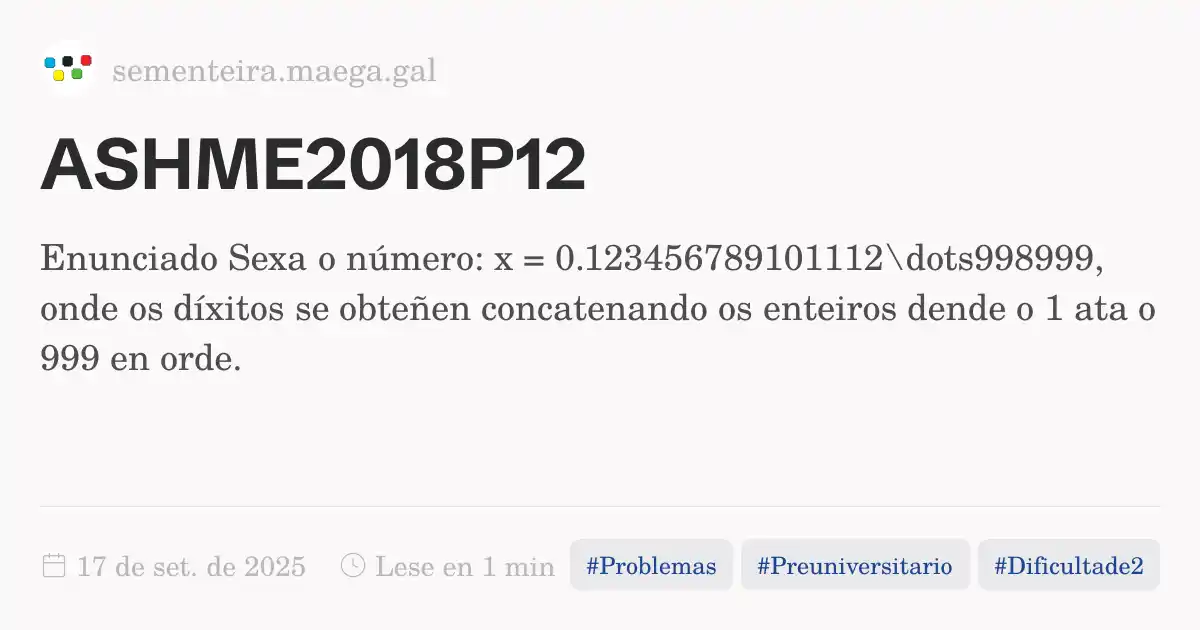 sementeira.maega.gal
ASHME2018P12
Enunciado Sexa o número: x = 0.123456789101112\dots998999,
onde os díxitos se obteñen concatenando os enteiros dende o 1 ata o
999 en orde.
17 de set. de 2025 Lese en 1 min #Problemas #Preuniversitario #Dificultade2